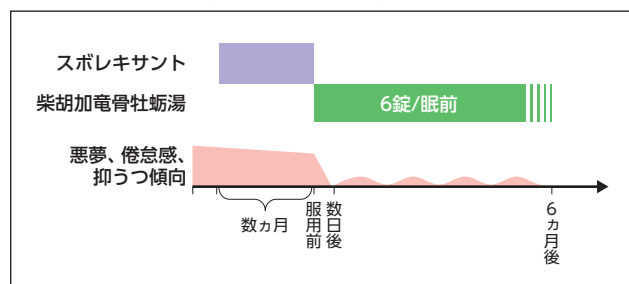 スボレキサント
柴胡加竜骨牡蛎湯
6錠/眠前
悪夢、倦怠感、
抑うつ傾向
数ヵ月
服用前
数日後
6ヵ月後